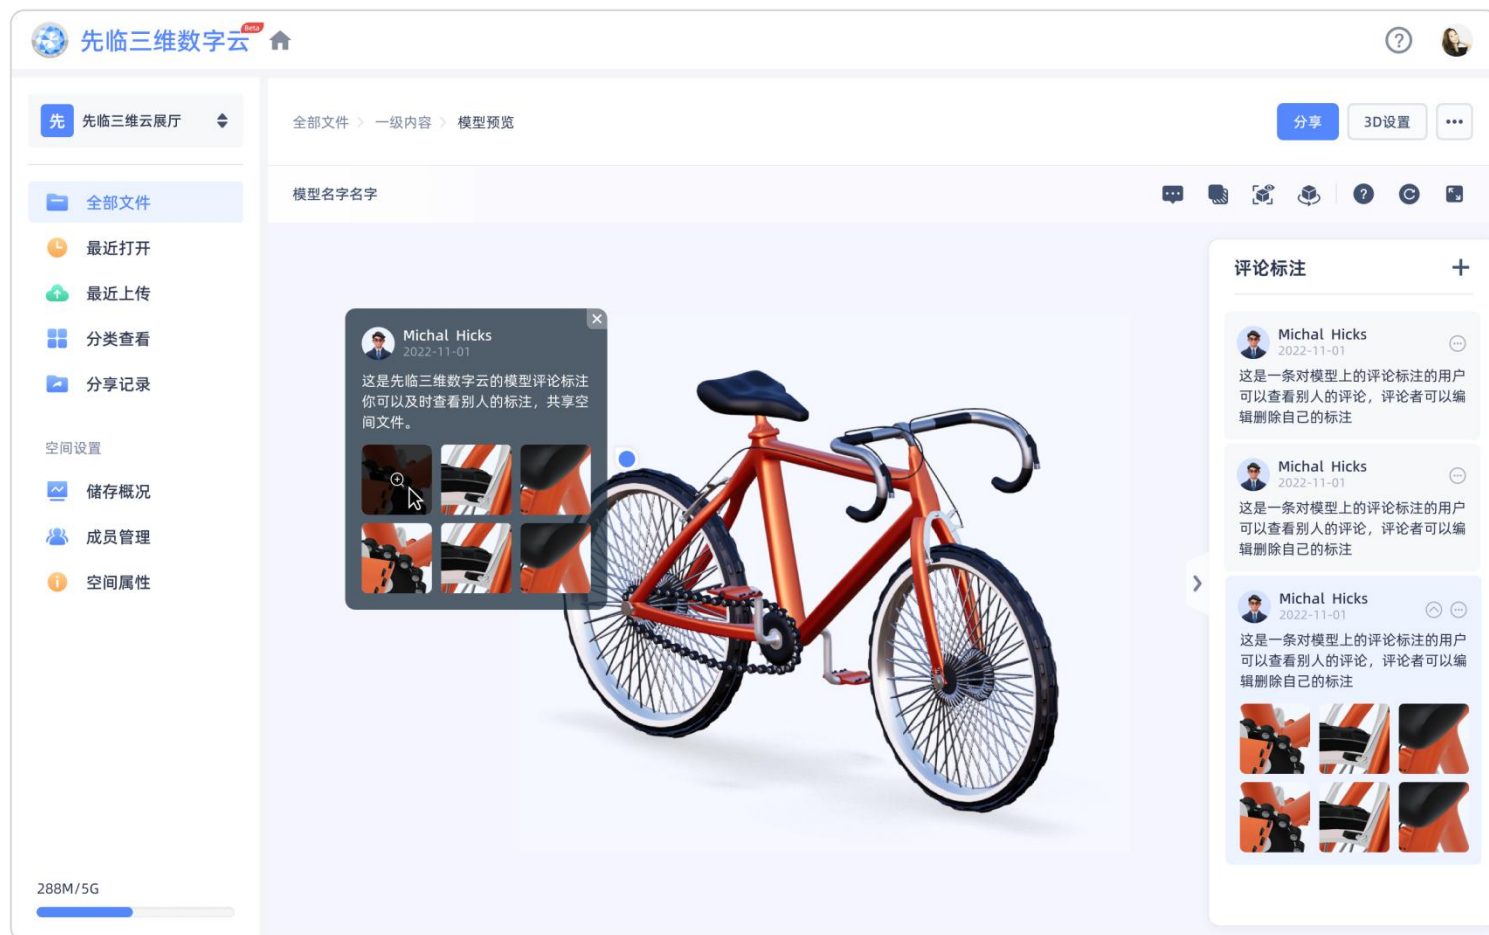 先临三维数字云
Beta
先 先临三维云展厅
全部文件
最近打开
最近上传
分类查看
分享记录
空间设置
储存概况
成员管理
空间属性
288M/5G
全部文件 > 一级内容 > 模型预览
分享
3D设置
模型名字名字
Michal Hicks
2022-11-01
这是先临三维数字云的模型评论标注
你可以及时查看别人的标注，共享空
间文件。
评论标注
Michal Hicks
2022-11-01
这是一条对模型上的评论标注的用户
可以查看别人的评论，评论者可以编
辑删除自己的标注
Michal Hicks
2022-11-01
这是一条对模型上的评论标注的用户
可以查看别人的评论，评论者可以编
辑删除自己的标注
Michal Hicks
2022-11-01
这是一条对模型上的评论标注的用户
可以查看别人的评论，评论者可以编
辑删除自己的标注